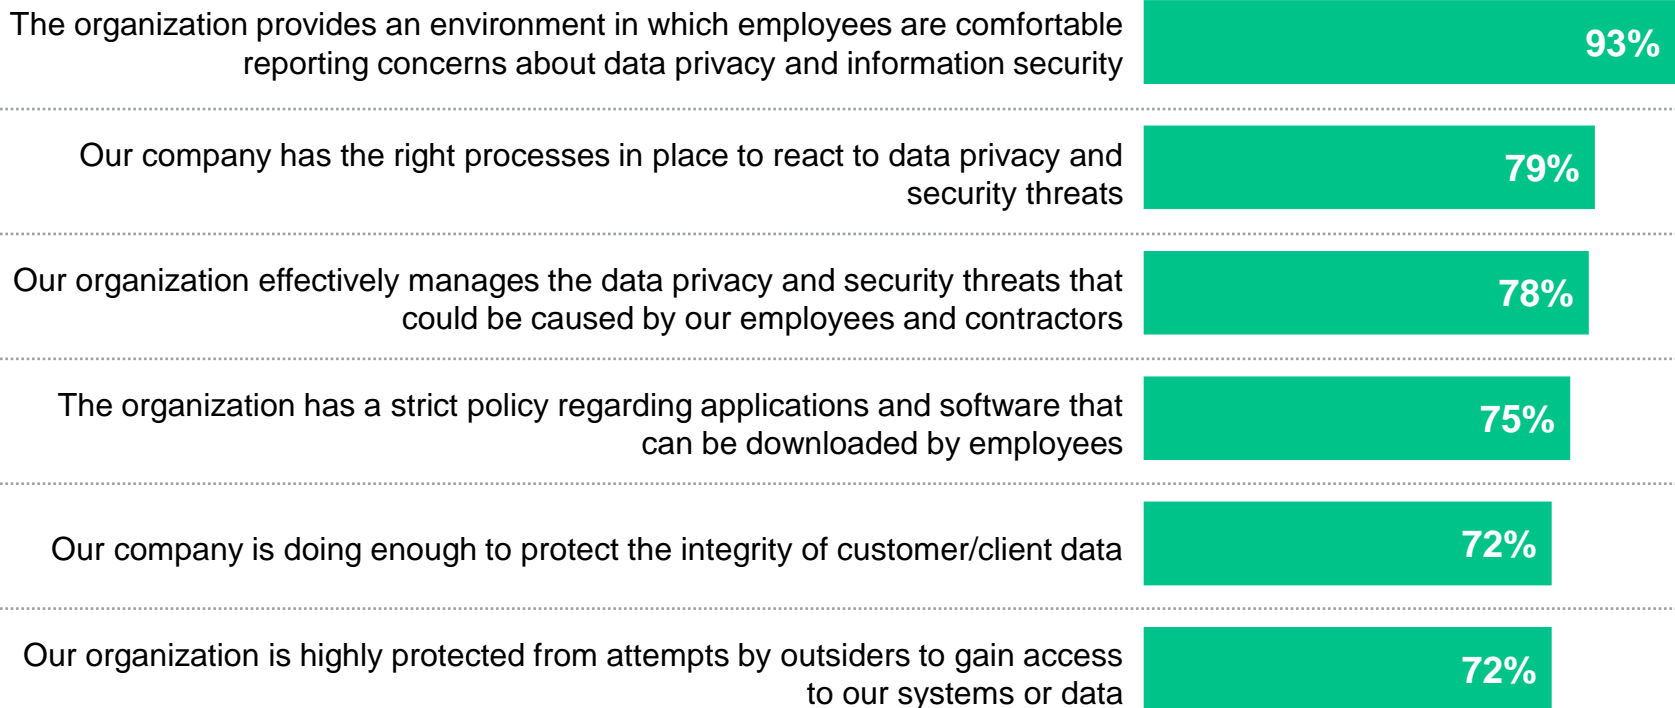 The organization provides an environment in which employees are comfortable
reporting concerns about data privacy and information security
93%
Our company has the right processes in place to react to data privacy and
security threats
79%
Our organization effectively manages the data privacy and security threats that
could be caused by our employees and contractors
78%
The organization has a strict policy regarding applications and software that
can be downloaded by employees
75%
Our company is doing enough to protect the integrity of customer/client data
72%
Our organization is highly protected from attempts by outsiders to gain access
to our systems or data
72%